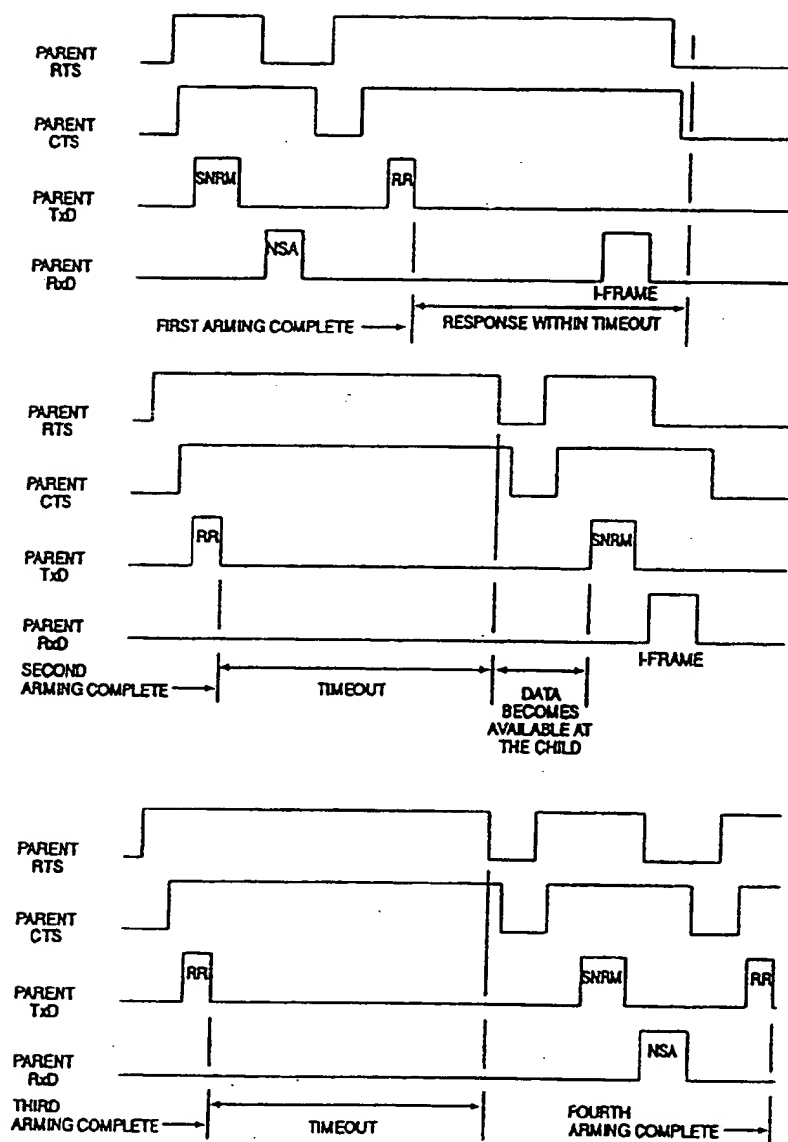 PARENT
RTS
PARENT
CTS
SNRM
RR
PARENT
TxD
NSA
PARENT
RxD
I-FRAME
FIRST ARMING COMPLETE
RESPONSE WITHIN TIMEOUT
PARENT
RTS
PARENT
CTS
RR
SNRM
PARENT
TxD
PARENT
RxD
I-FRAME
SECOND
ARMING COMPLETE
TIMEOUT
DATA
BECOMES
AVAILABLE AT
THE CHILD
PARENT
RTS
PARENT
CTS
RR
SNRM
RR
PARENT
TxD
NSA
PARENT
RxD
THIRD
ARMING COMPLETE
TIMEOUT
FOURTH
ARMING COMPLETE